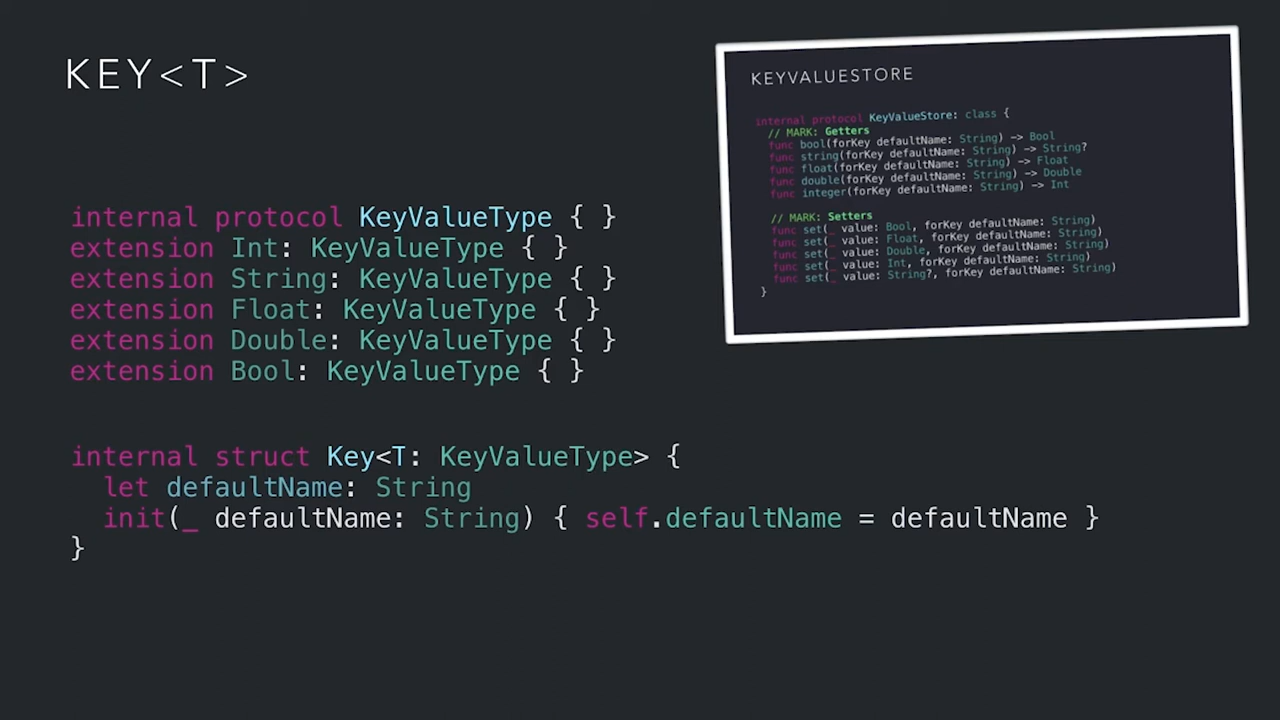 KEY<T>
internal protocol KeyValueType { }
extension Int: KeyValueType { }
extension String: KeyValueType { }
extension Float: KeyValueType { }
extension Double: KeyValueType { }
extension Bool: KeyValueType { }
internal struct Key<T: KeyValueType> {
let defaultName: String
init(_ defaultName: String) { self.defaultName = defaultName }
}
KEYVALUESTORE
internal protocol KeyValueStore: class {
// MARK: Getters
func bool(forKey defaultName: String) -> Bool
func string(forKey defaultName: String) -> String?
func float(forKey defaultName: String) -> Float
func double(forKey defaultName: String) -> Double
func integer(forKey defaultName: String) -> Int
// MARK: Setters
func set(_ value: Bool, forKey defaultName: String)
func set(_ value: Float, forKey defaultName: String)
func set(_ value: Double, forKey defaultName: String)
func set(_ value: Int, forKey defaultName: String)
func set(_ value: String?, forKey defaultName: String)
}